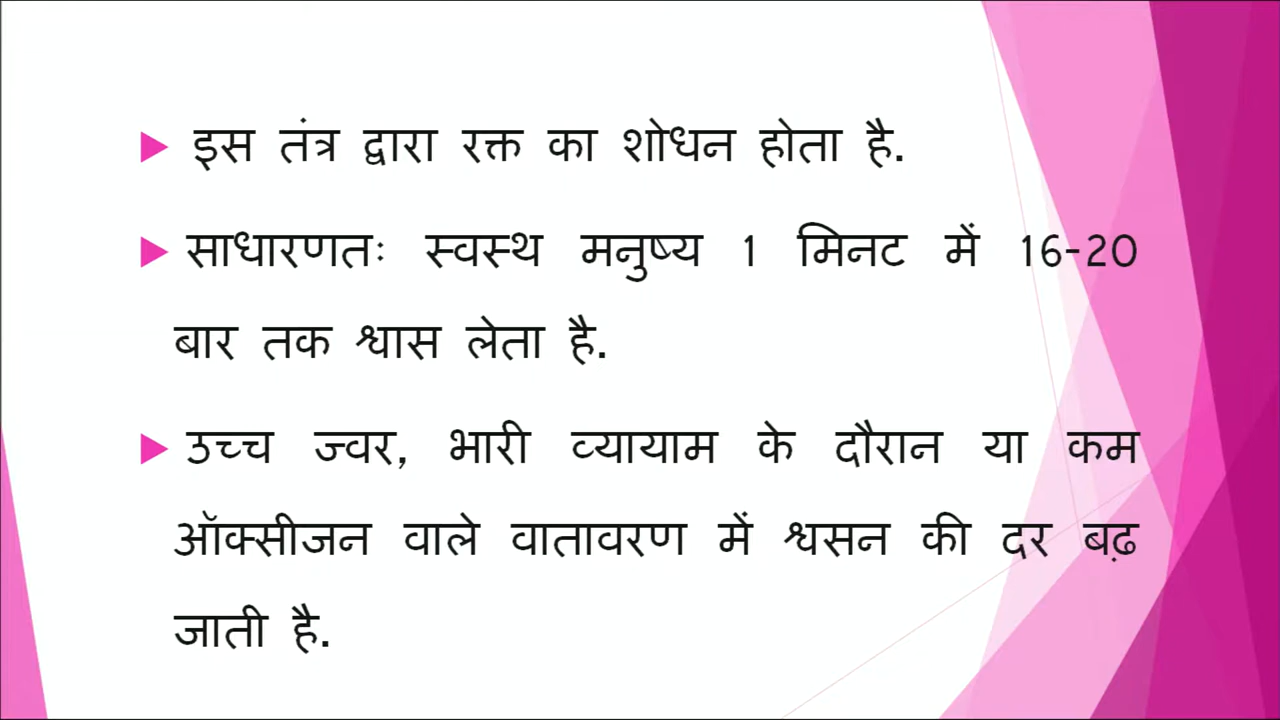 इस तंत्र द्वारा रक्त का शोधन होता है.
साधारणतः स्वस्थ मनुष्य 1 मिनट में 16-20
बार तक श्वास लेता है.
उच्च ज्वर, भारी व्यायाम के दौरान या कम
ऑक्सीजन वाले वातावरण में श्वसन की दर बढ़
जाती है.